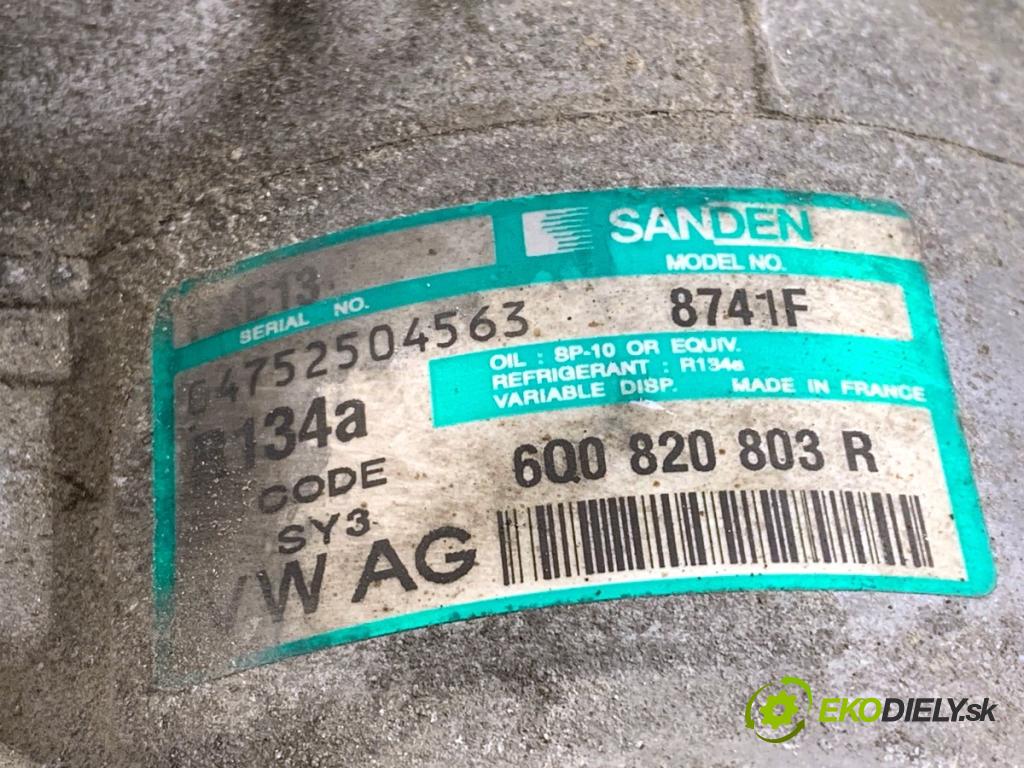 SANDEN
SERIAL NO.
MODEL NO.
04752504563
8741F
OIL : SP-10 OR EQUIV.
REFRIGERANT : R134a
VARIABLE DISP. MADE IN FRANCE
R134a
CODE
SY3
6Q0 820 803 R
VW AG
EKODIELY.sk